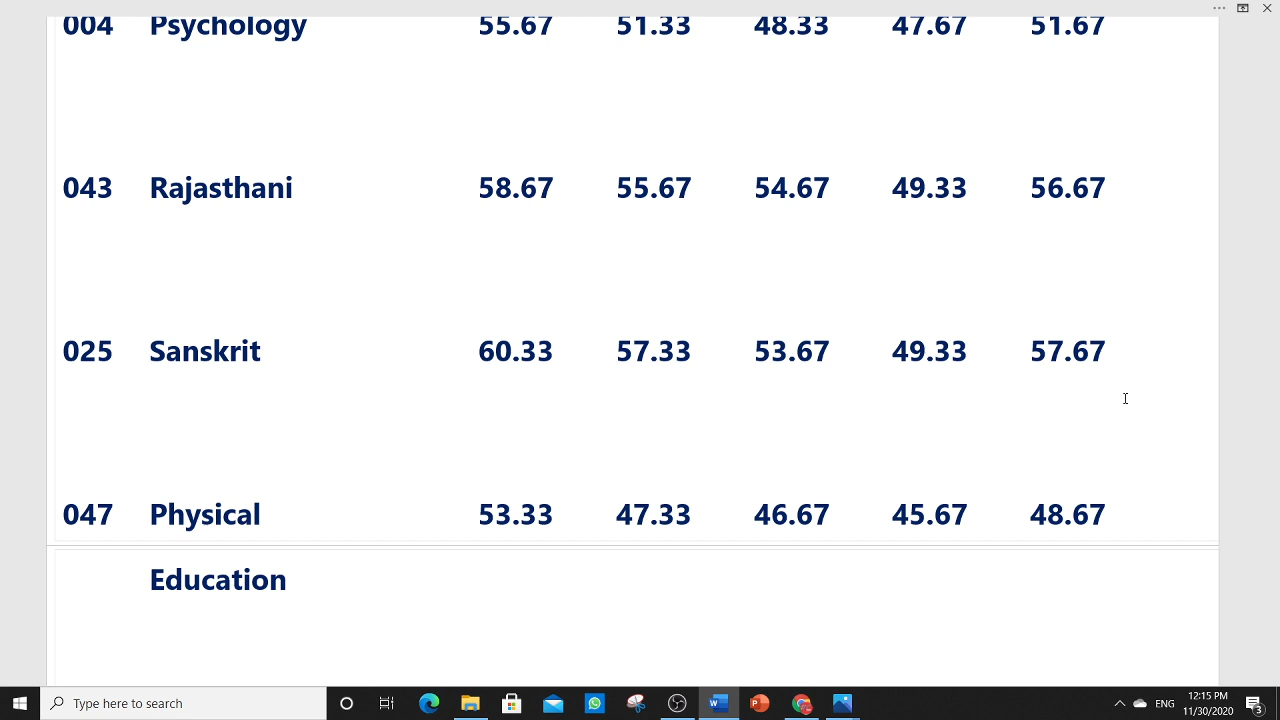 004 Psychology 55.67 51.33 48.33 47.67 51.67
043 Rajasthani 58.67 55.67 54.67 49.33 56.67
025 Sanskrit 60.33 57.33 53.67 49.33 57.67
047 Physical 53.33 47.33 46.67 45.67 48.67
Education
Type here to search
ENG
12:15 PM
11/30/2020
3